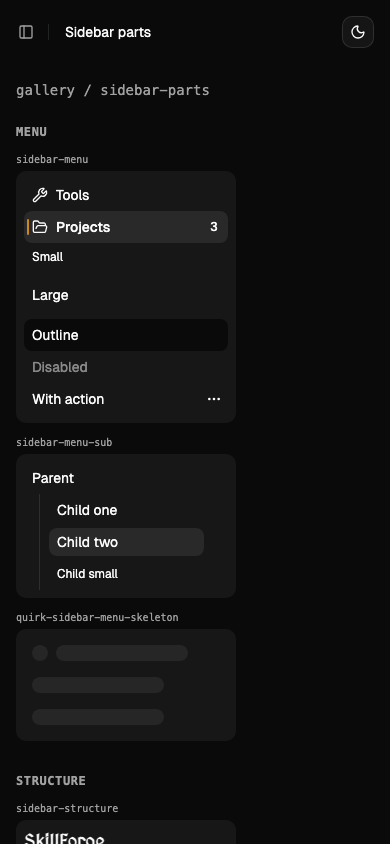 Sidebar parts
gallery / sidebar-parts
MENU
sidebar-menu
Tools
Projects 3
Small
Large
Outline
Disabled
With action
sidebar-menu-sub
Parent
Child one
Child two
Child small
quirk-sidebar-menu-skeleton
STRUCTURE
sidebar-structure
SkillForge